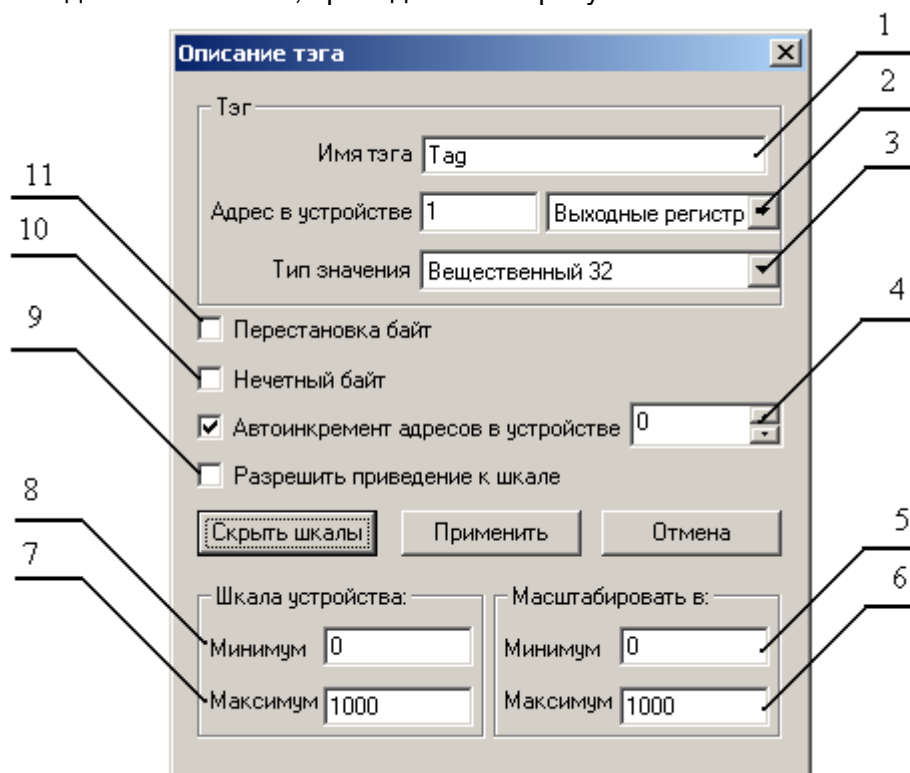 1
Описание тэга
2
Тэг
3
Имя тэга Tag
11
Адрес в устройстве 1 Выходные регистр
10
Тип значения Вещественный 32
4
9
Перестановка байт
Нечетный байт
Автоинкремент адресов в устройстве 0
Разрешить приведение к шкале
8
Скрыть шкалы Применить Отмена
5
7
6
Шкала устройства: Масштабировать в:
Минимум 0 Минимум 0
Максимум 1000 Максимум 1000